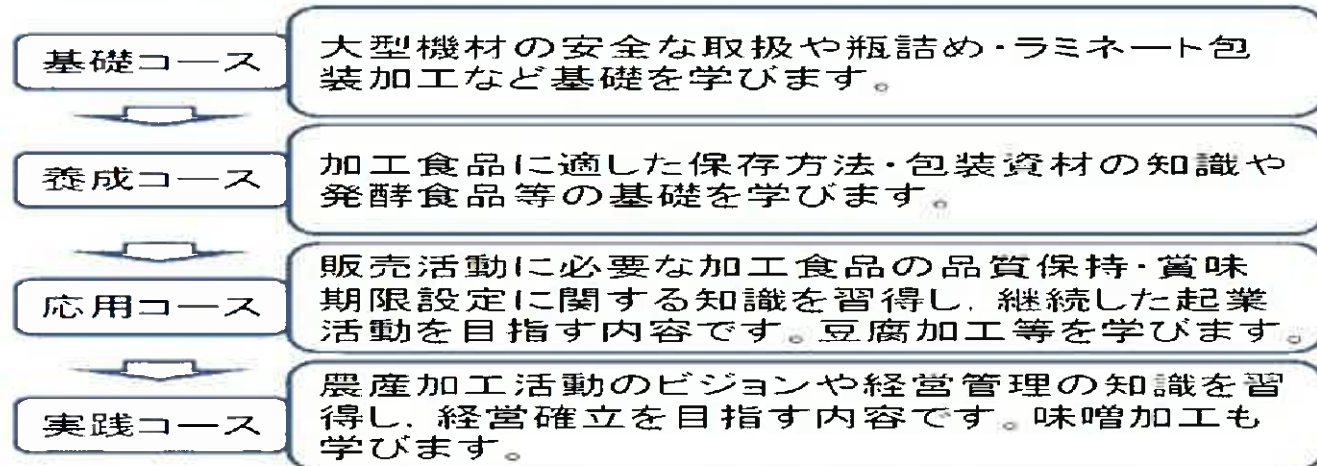 基礎コース
大型機材の安全な取扱や瓶詰め・ラミネート包
装加工など基礎を学びます。
養成コース
加工食品に適した保存方法・包装資材の知識や
発酵食品等の基礎を学びます。
応用コース
販売活動に必要な加工食品の品質保持・賞味
期限設定に関する知識を習得し，継続した起業
活動を目指す内容です。豆腐加工等を学びます。
実践コース
農産加工活動のビジョンや経営管理の知識を習
得し，経営確立を目指す内容です。味噌加工も
学びます。